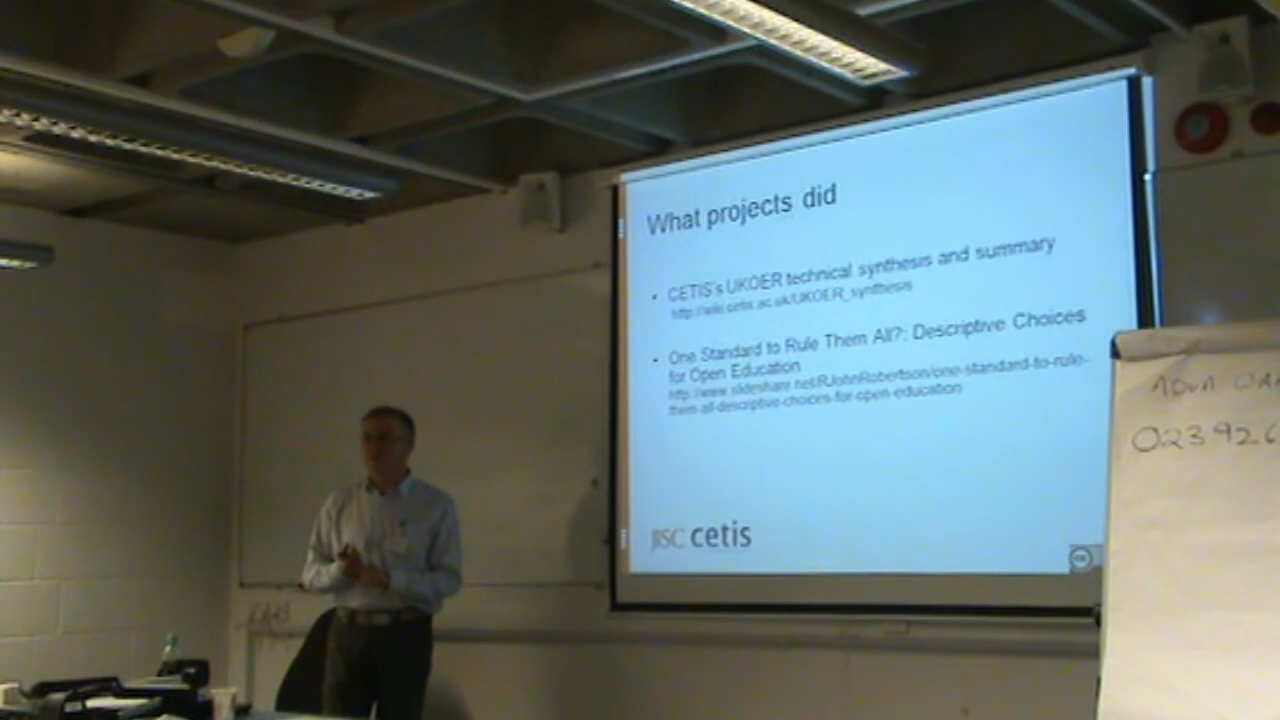 What projects did
• CETIS's UKOER technical synthesis and summary
http://wiki.cetis.ac.uk/UKOER_synthesis
• One Standard to Rule Them All?: Descriptive Choices
for Open Education
http://www.slideshare.net/RJohnRobertson/one-standard-to-rule-
them-all-descriptive-choices-for-open-education
JISC cetis
cc
023926